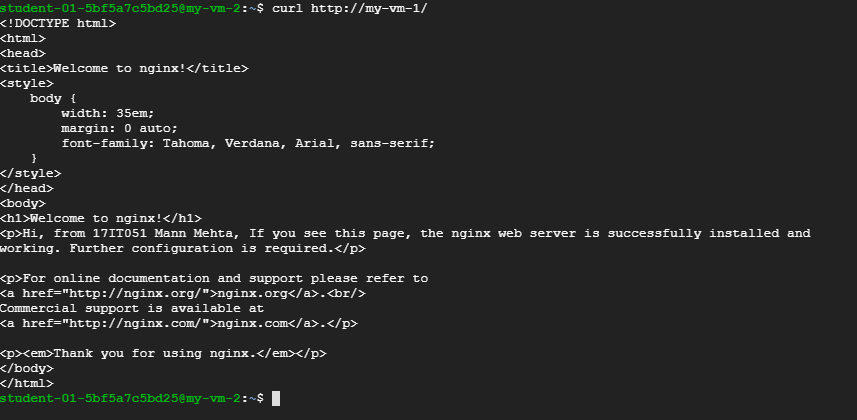 student-01-5bf5a7c5bd25@my-vm-2:~$ curl http://my-vm-1/
<!DOCTYPE html>
<html>
<head>
<title>Welcome to nginx!</title>
<style>
    body {
        width: 35em;
        margin: 0 auto;
        font-family: Tahoma, Verdana, Arial, sans-serif;
    }
</style>
</head>
<body>
<h1>Welcome to nginx!</h1>
<p>Hi, from 17IT051 Mann Mehta, If you see this page, the nginx web server is successfully installed and
working. Further configuration is required.</p>

<p>For online documentation and support please refer to
<a href="http://nginx.org/">nginx.org</a>.<br/>
Commercial support is available at
<a href="http://nginx.com/">nginx.com</a>.</p>

<p><em>Thank you for using nginx.</em></p>
</body>
</html>
student-01-5bf5a7c5bd25@my-vm-2:~$